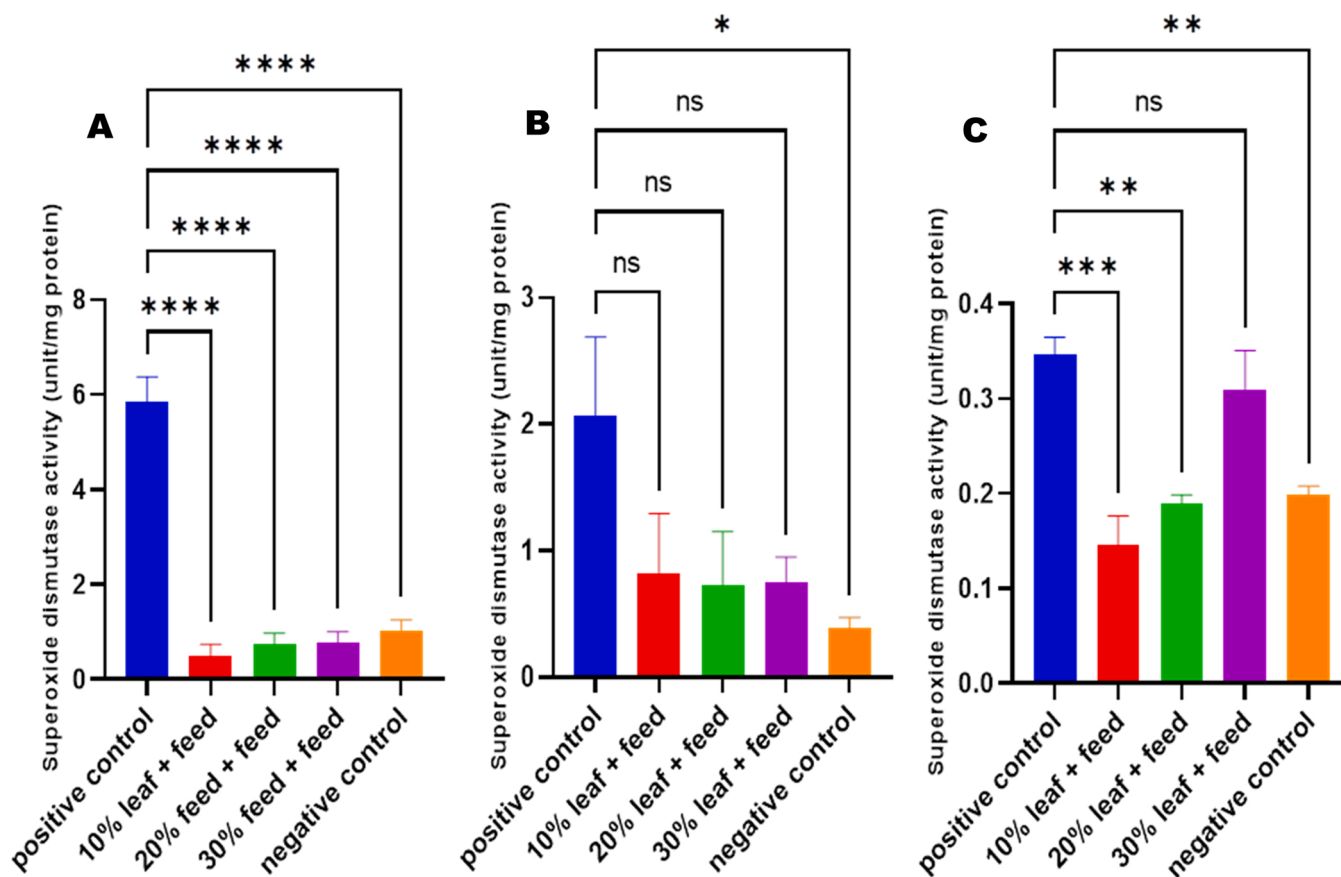 A
****
****
****
****
Superoxide dismutase activity (unit/mg protein)
8
6
4
2
0
positive control
10% leaf + feed
20% feed + feed
30% feed + feed
negative control
B
*
ns
ns
ns
Superoxide dismutase activity (unit/mg protein)
3
2
1
0
positive control
10% leaf + feed
20% leaf + feed
30% leaf + feed
negative control
C
**
ns
**
***
Superoxide dismutase activity (unit/mg protein)
0.4
0.3
0.2
0.1
0.0
positive control
10% leaf + feed
20% leaf + feed
30% leaf + feed
negative control